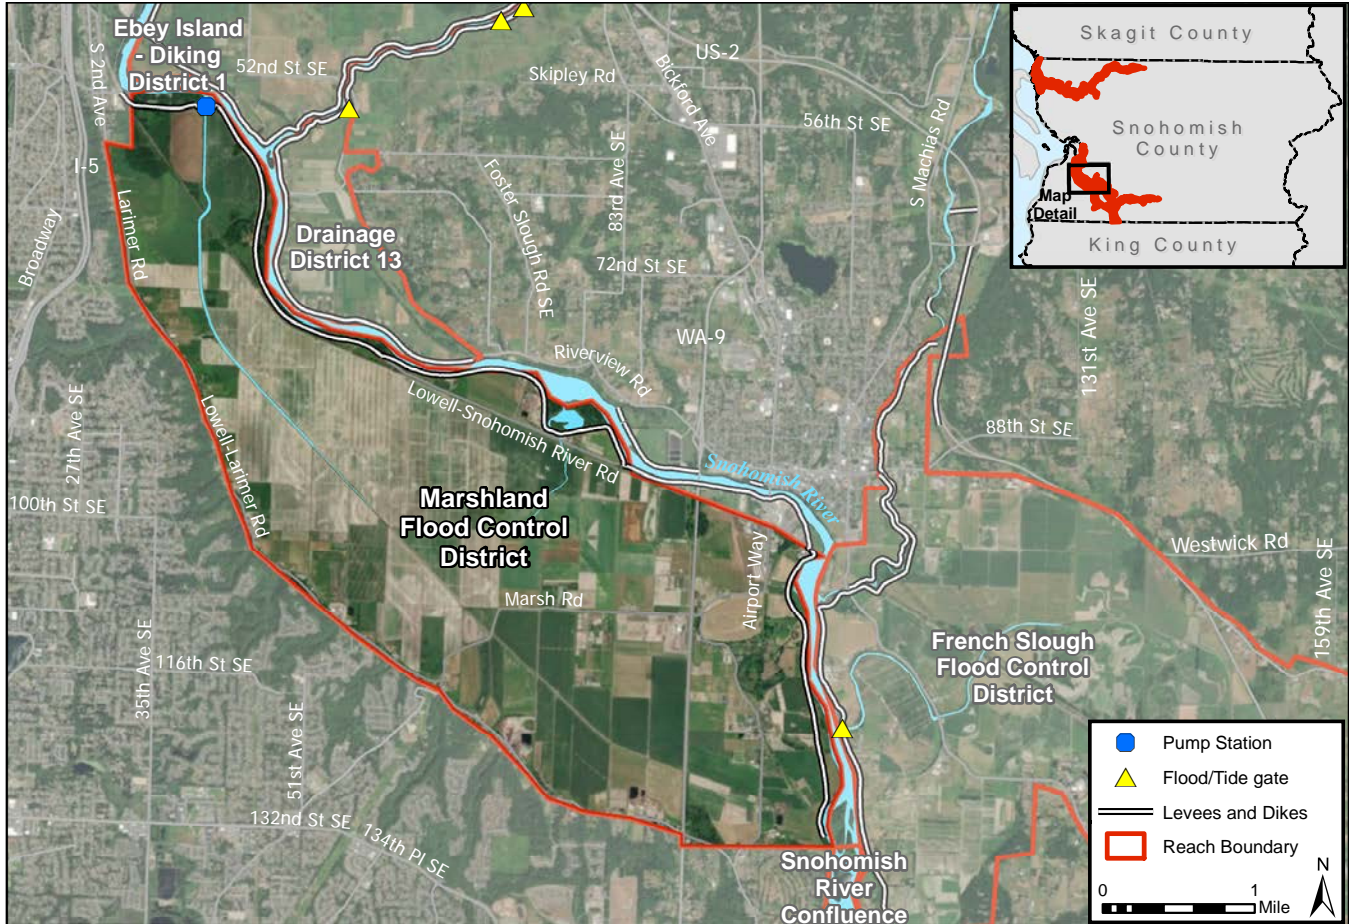 Ebey Island
- Diking
District 1
S 2nd Ave
52nd St SE
Skipley Rd
US-2
Bickford Ave
56th St SE
S Machias Rd
I-5
Broadway
Larimer Rd
Foster Slough Rd SE
83rd Ave SE
Drainage
District 13
72nd St SE
WA-9
Riverview Rd
131st Ave SE
Lowell-Snohomish River Rd
Snohomish River
88th St SE
27th Ave SE
Lowell-Larimer Rd
100th St SE
Marshland
Flood Control
District
Airport Way
Westwick Rd
159th Ave SE
Marsh Rd
35th Ave SE
116th St SE
51st Ave SE
French Slough
Flood Control
District
132nd St SE
134th Pl SE
Snohomish
River
Confluence
Skagit County
Snohomish
County
Map
Detail
King County
Pump Station
Flood/Tide gate
Levees and Dikes
Reach Boundary
N
0 1
Mile